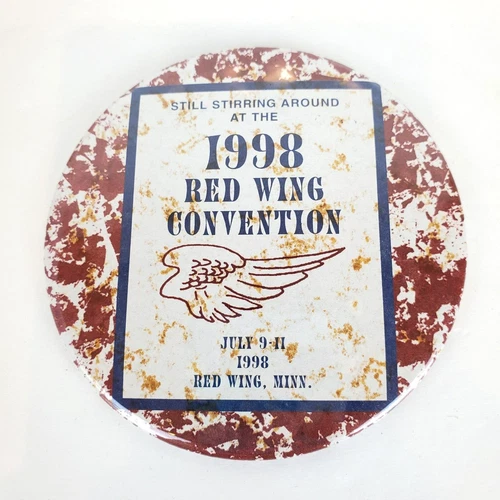 STILL STIRRING AROUND
AT THE
1998
RED WING
CONVENTION
JULY 9-11
1998
RED WING, MINN.